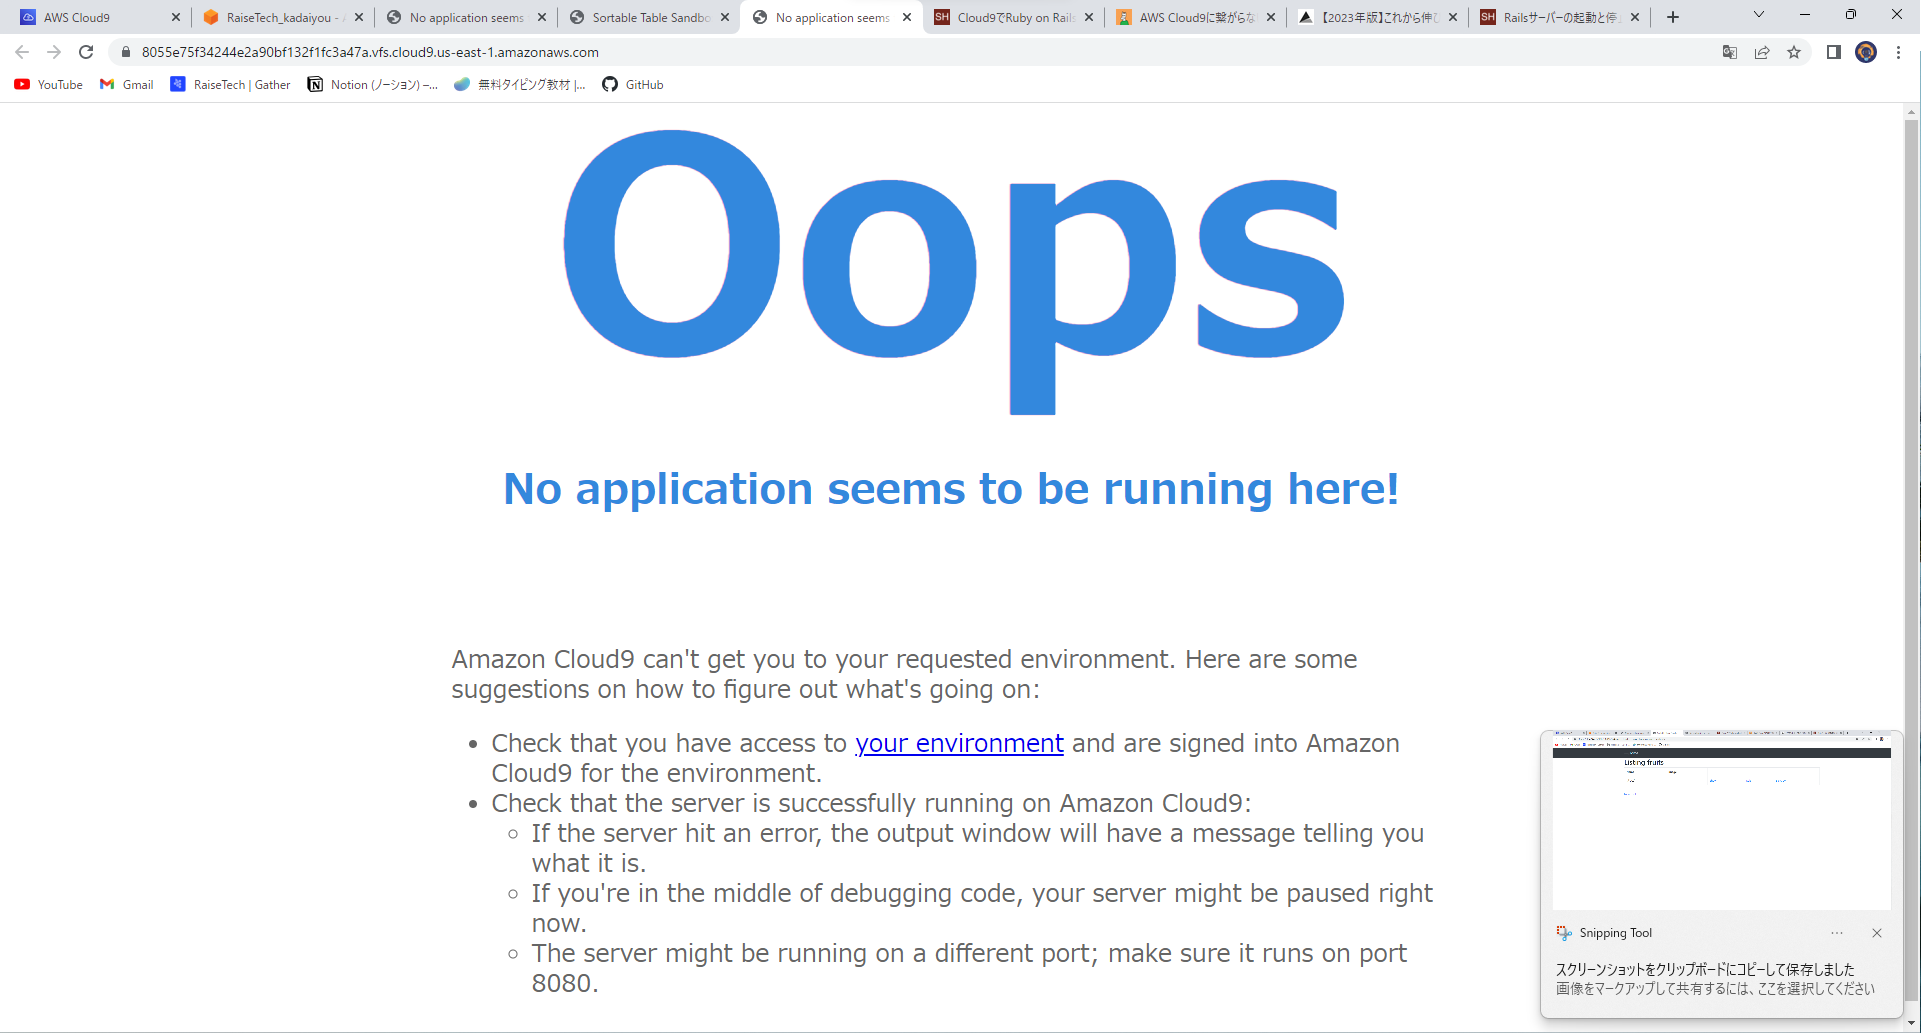 AWS Cloud9
RaiseTech_kadaiyou - A
No application seems
Sortable Table Sandbo
No application seems
Cloud9でRuby on Rails
AWS Cloud9に繋がらな
【2023年版】これから伸び
Railsサーバーの起動と停止
8055e75f34244e2a90bf132f1fc3a47a.vfs.cloud9.us-east-1.amazonaws.com
YouTube
Gmail
RaiseTech | Gather
Notion (ノーション) –...
無料タイピング教材 |...
GitHub
Oops
No application seems to be running here!
Amazon Cloud9 can't get you to your requested environment. Here are some
suggestions on how to figure out what's going on:
• Check that you have access to your environment and are signed into Amazon
Cloud9 for the environment.
• Check that the server is successfully running on Amazon Cloud9:
○ If the server hit an error, the output window will have a message telling you
what it is.
○ If you're in the middle of debugging code, your server might be paused right
now.
○ The server might be running on a different port; make sure it runs on port
8080.
Listing fruits
Snipping Tool
スクリーンショットをクリップボードにコピーして保存しました
画像をマークアップして共有するには、ここを選択してください